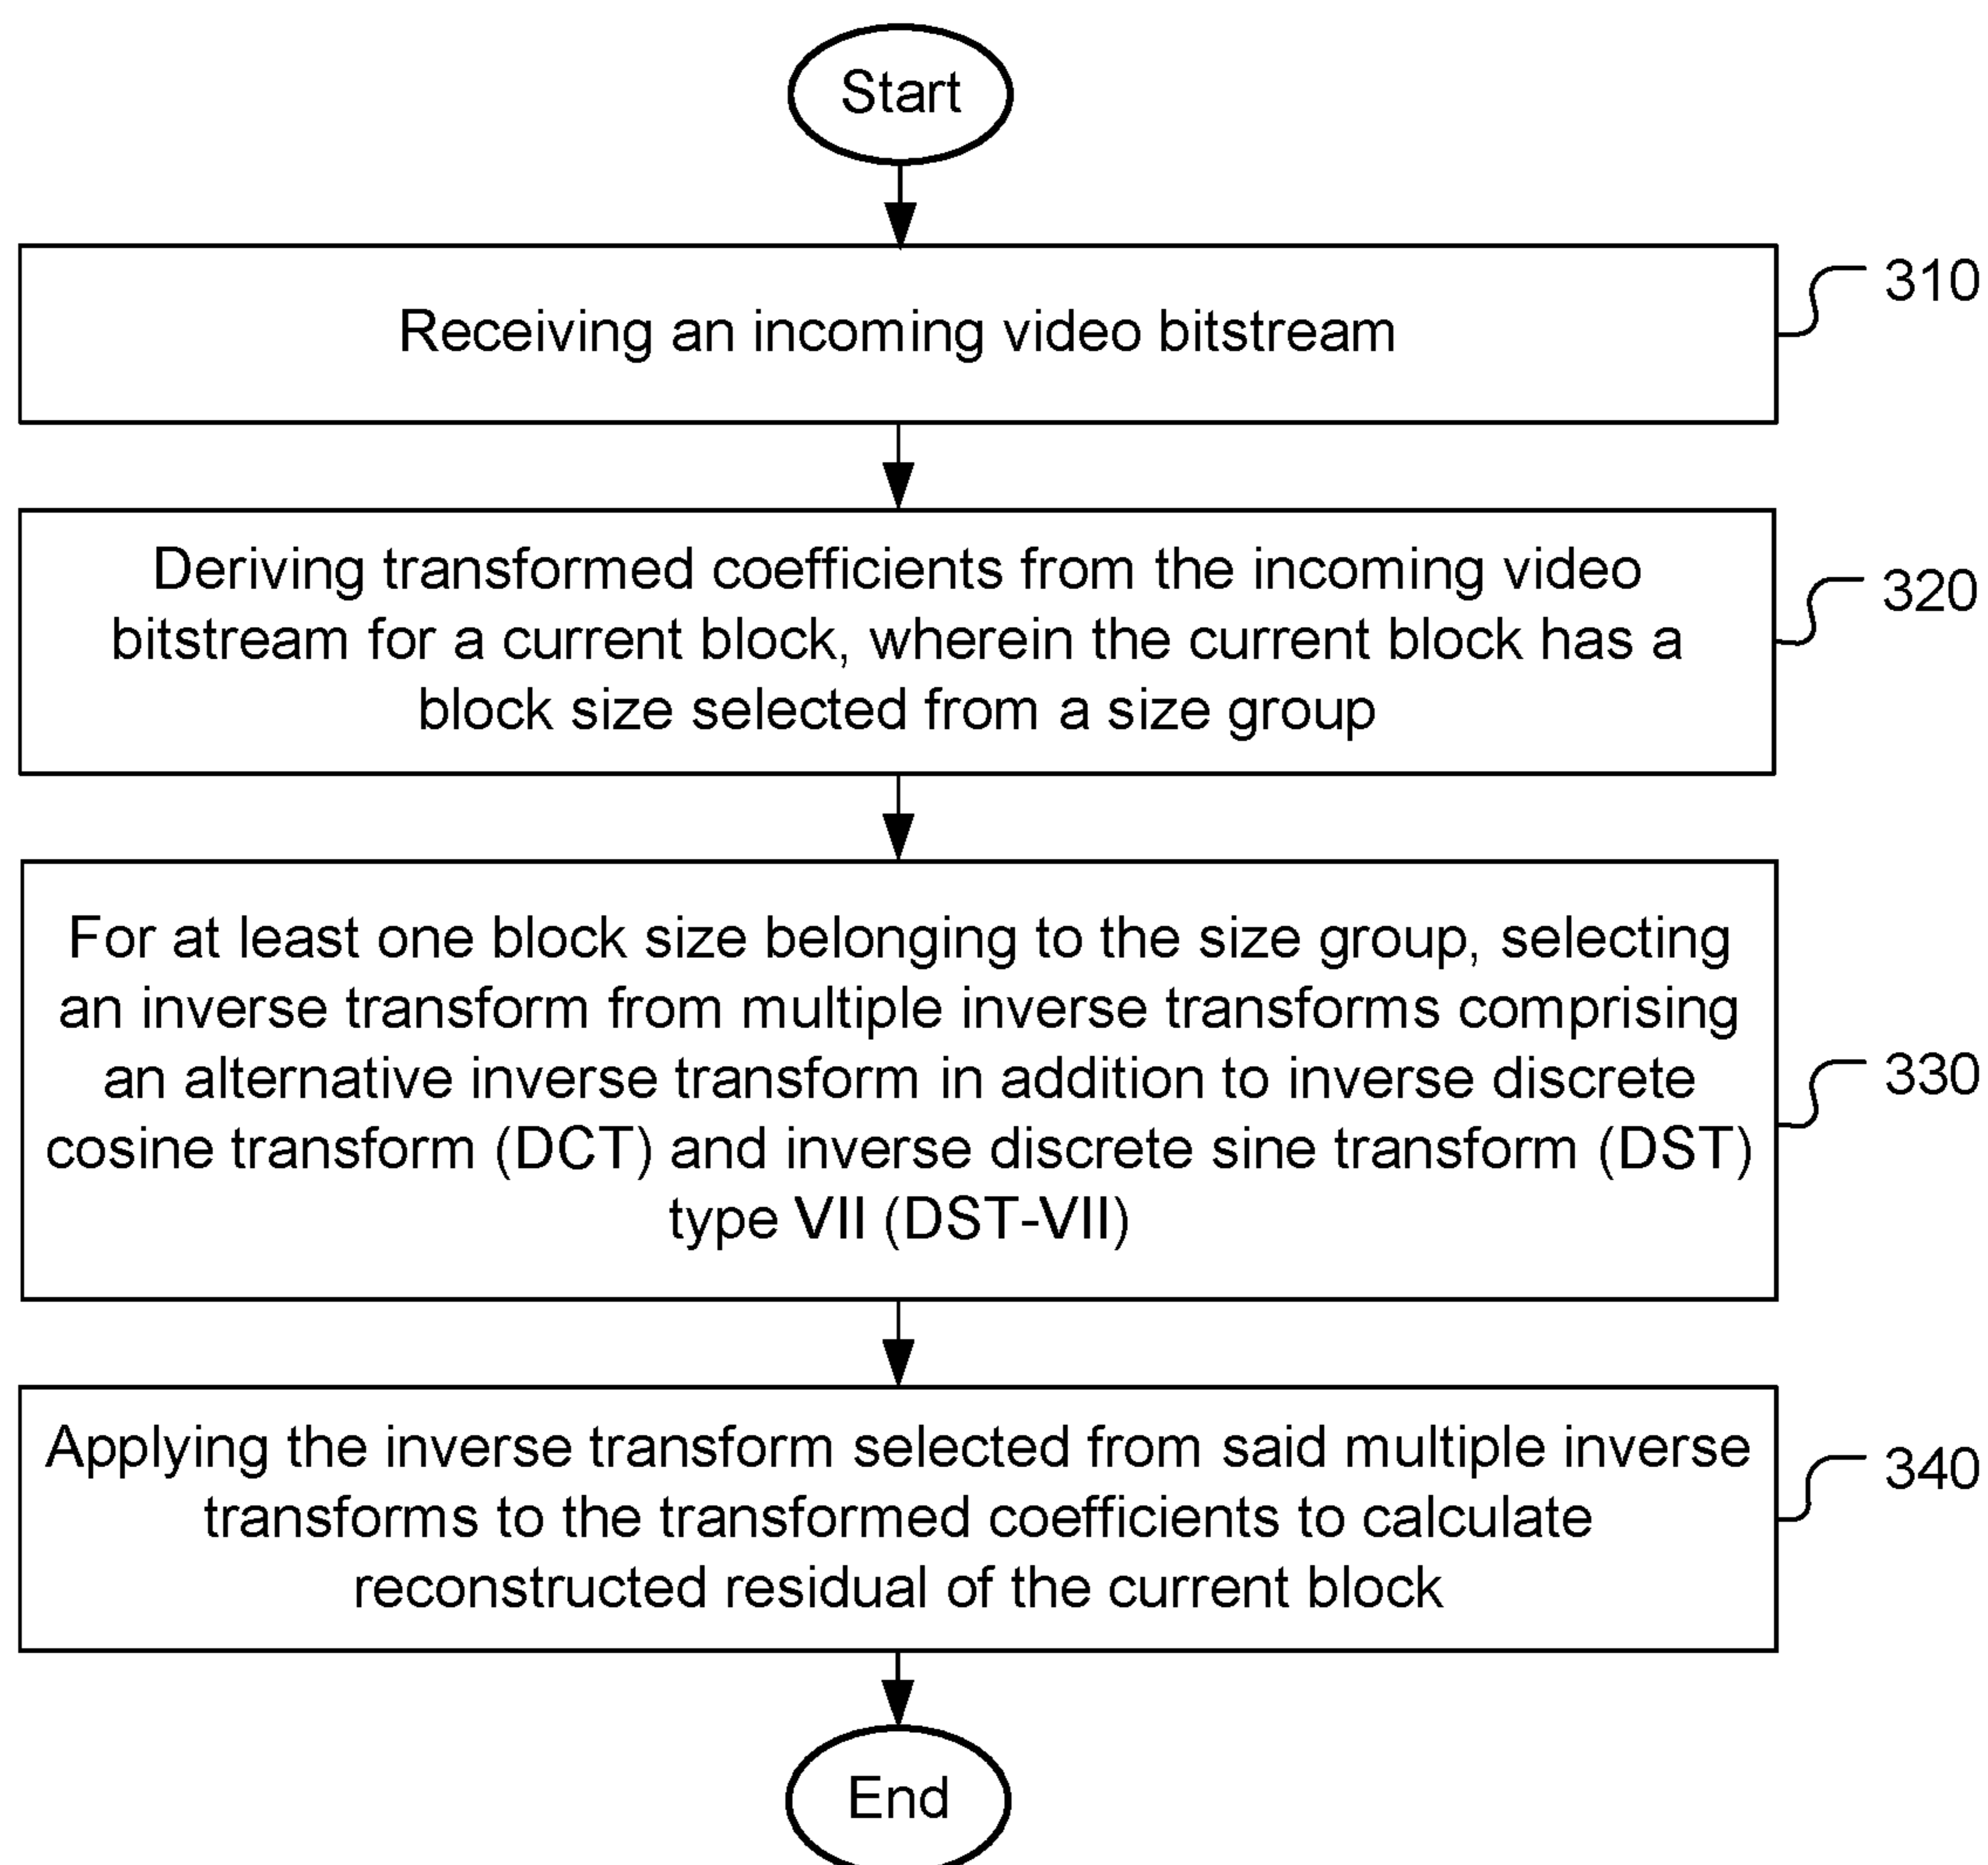 Start
Receiving an incoming video bitstream
310
Deriving transformed coefficients from the incoming video
bitstream for a current block, wherein the current block has a
block size selected from a size group
320
For at least one block size belonging to the size group, selecting
an inverse transform from multiple inverse transforms comprising
an alternative inverse transform in addition to inverse discrete
cosine transform (DCT) and inverse discrete sine transform (DST)
type VII (DST-VII)
330
Applying the inverse transform selected from said multiple inverse
transforms to the transformed coefficients to calculate
reconstructed residual of the current block
340
End